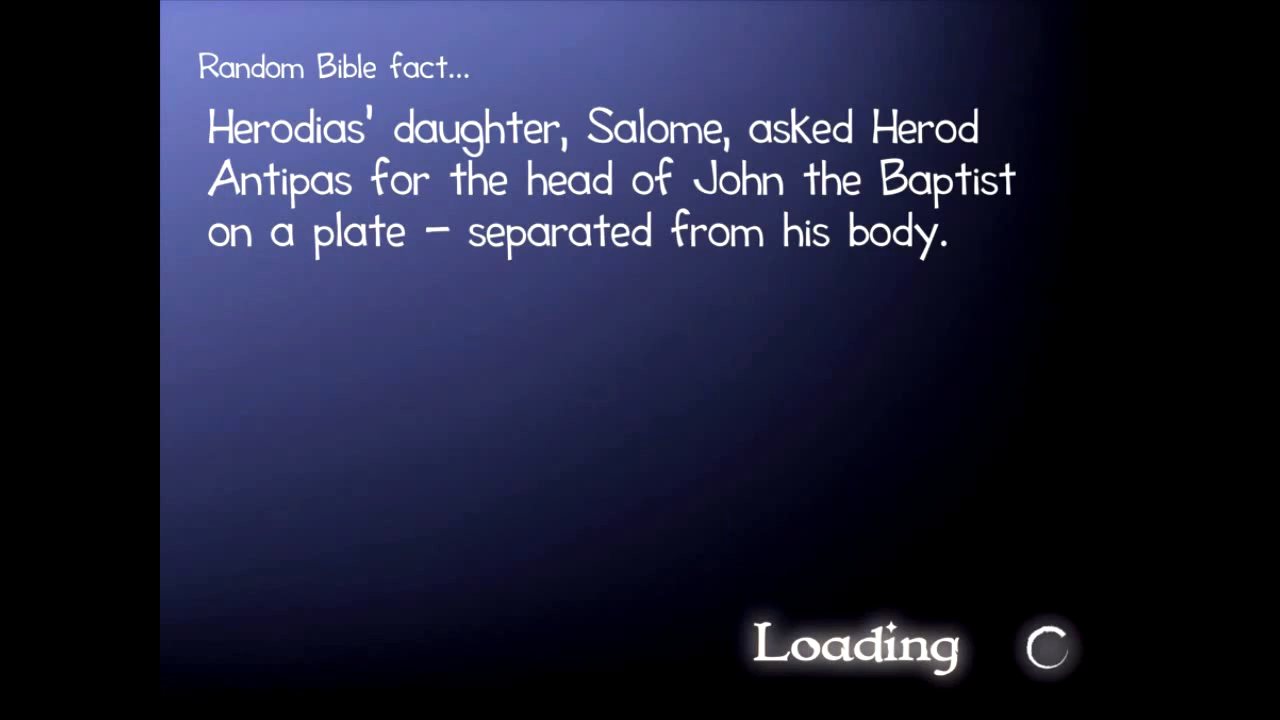 Random Bible fact...
Herodias' daughter, Salome, asked Herod
Antipas for the head of John the Baptist
on a plate - separated from his body.
Loading